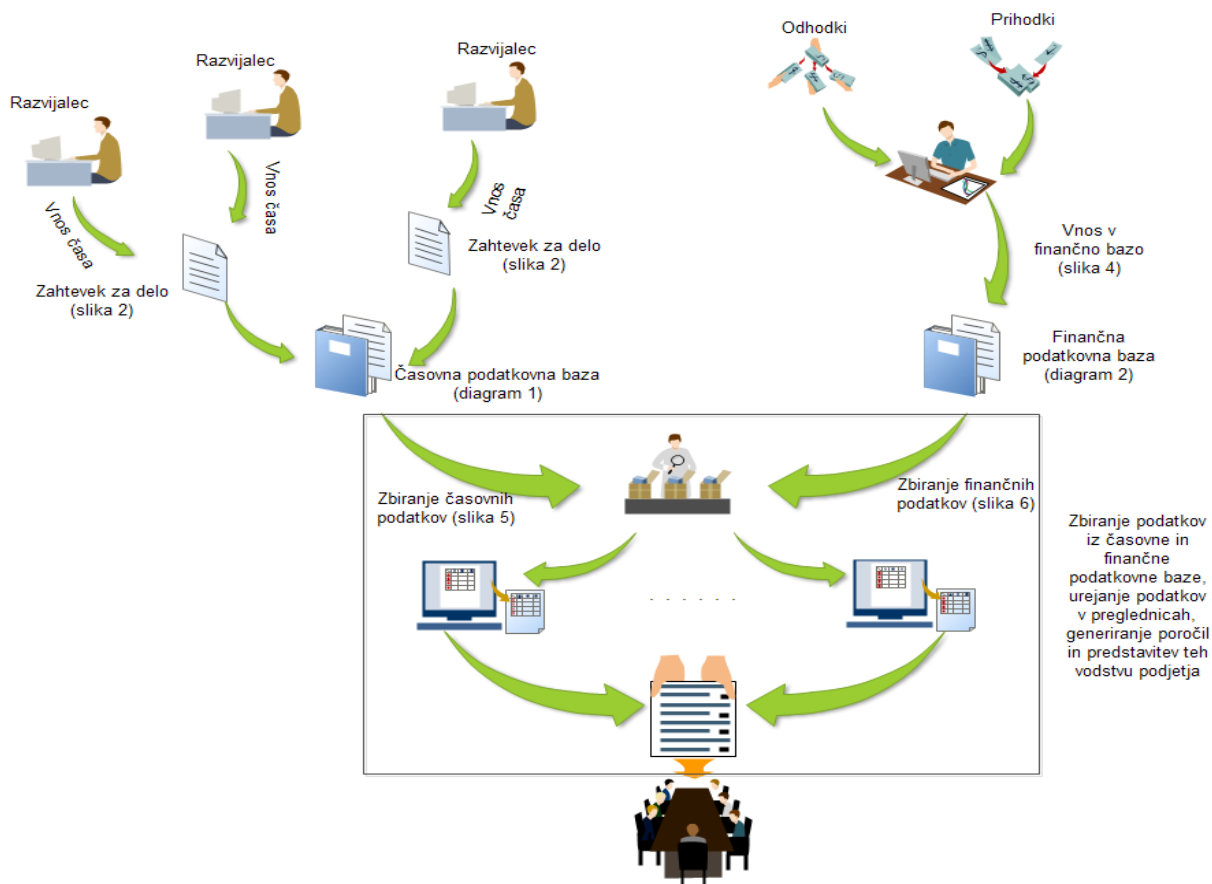 Razvijalec
Razvijalec
Razvijalec
Odhodki
Prihodki
Vnos časa
Vnos časa
Vnos
časa
Zahtevek za delo
(slika 2)
Zahtevek za delo
(slika 2)
Vnos v
finančno bazo
(slika 4)
Časovna podatkovna baza
(diagram 1)
Finančna
podatkovna baza
(diagram 2)
Zbiranje časovnih
podatkov (slika 5)
Zbiranje finančnih
podatkov (slika 6)
. . . . . .
Zbiranje podatkov
iz časovne in
finančne
podatkovne baze,
urejanje podatkov
v preglednicah,
generiranje poročil
in predstavitev teh
vodstvu podjetja